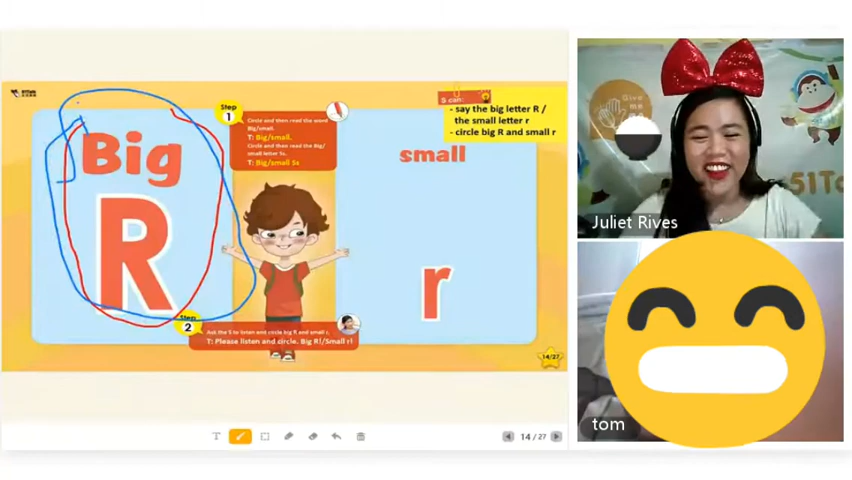 51Talk
Big
R
Step
1
Circle and then read the word
Big/small.
T: Big/small.
Circle and then read the Big/
small letter Ss.
T: Big/small Ss
small
r
S can:
- say the big letter R /
the small letter r
- circle big R and small r
Step
2
Ask the S to listen and circle big R and small r.
T: Please listen and circle. Big R!/Small r!
14/27
T
14 / 27
Give
me
51Ta
Juliet Rives
tom